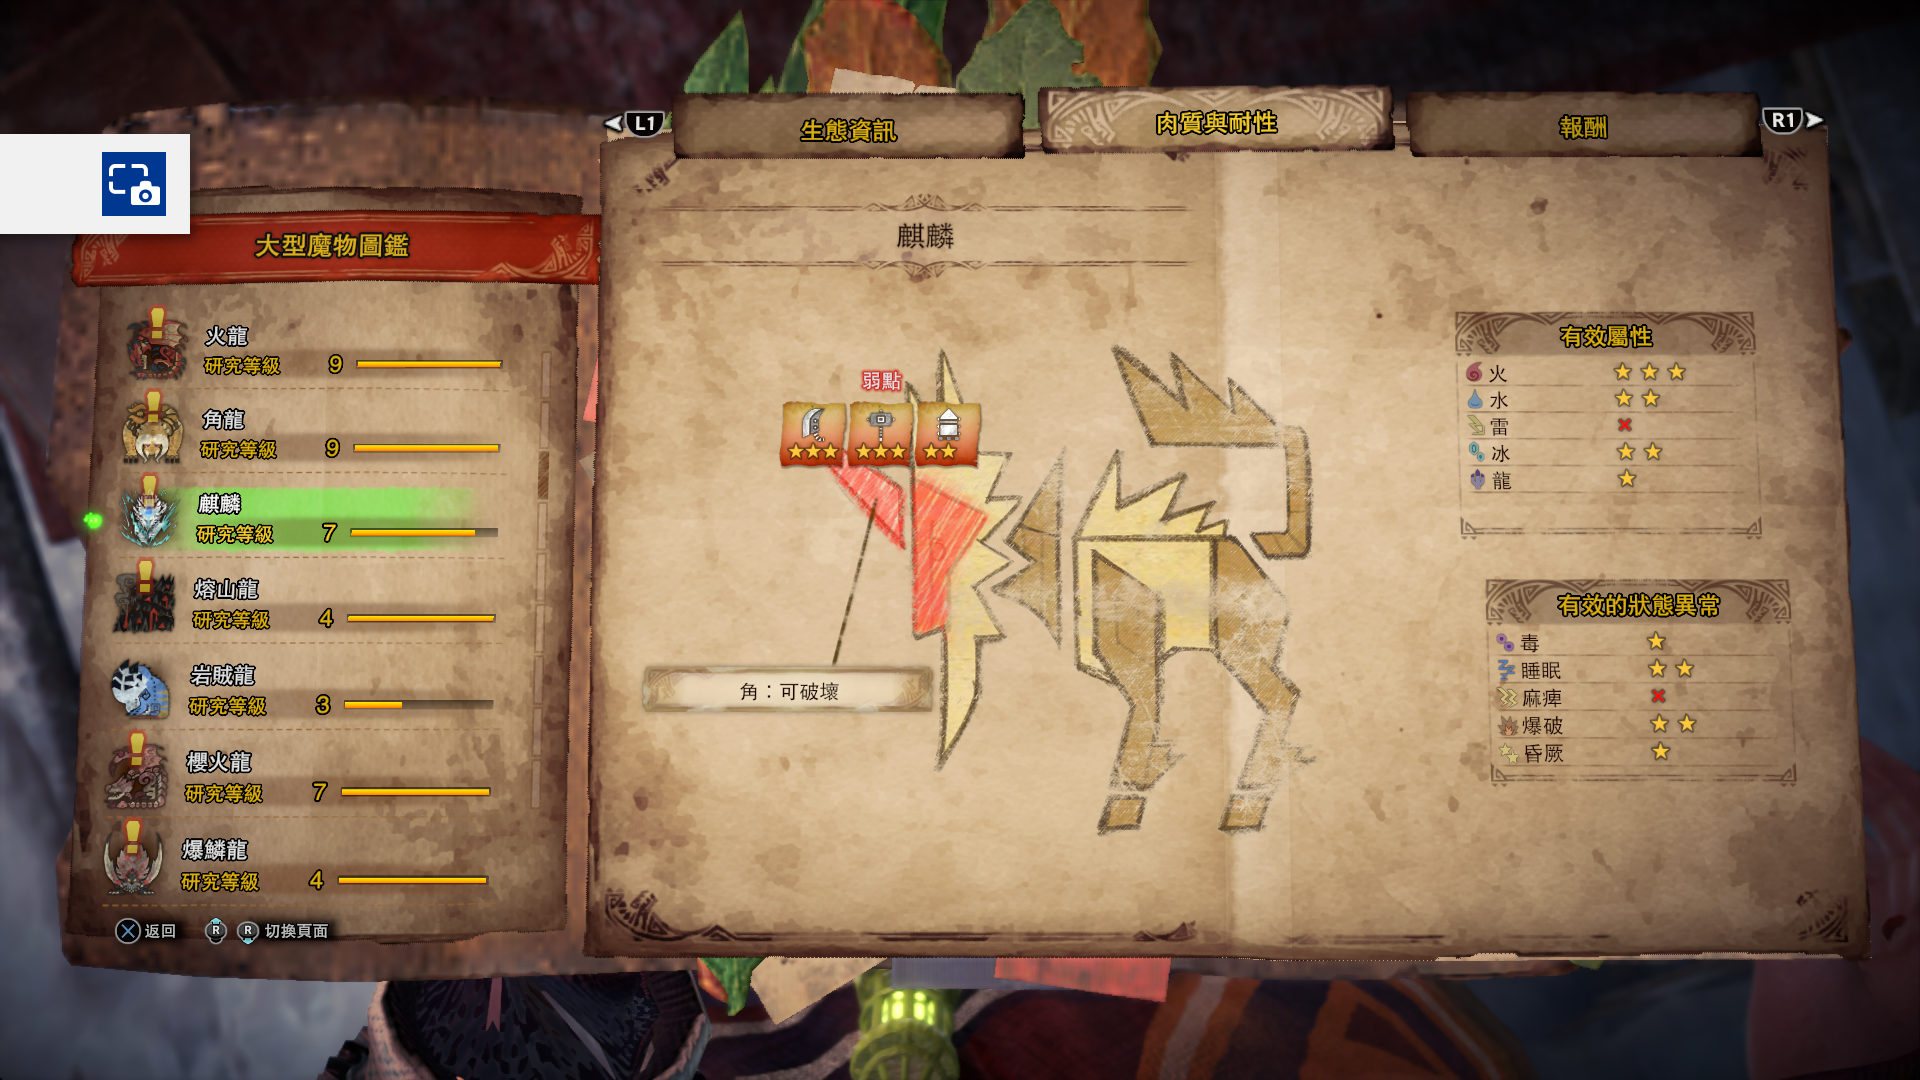 L1
生態資訊
肉質與耐性
報酬
R1
大型魔物圖鑑
火龍
研究等級 9
角龍
研究等級 9
麒麟
研究等級 7
熔山龍
研究等級 4
岩賊龍
研究等級 3
櫻火龍
研究等級 7
爆鱗龍
研究等級 4
返回 R R 切換頁面
麒麟
弱點
角：可破壞
有效屬性
火
水
雷
冰
龍
有效的狀態異常
毒
睡眠
麻痺
爆破
昏厥